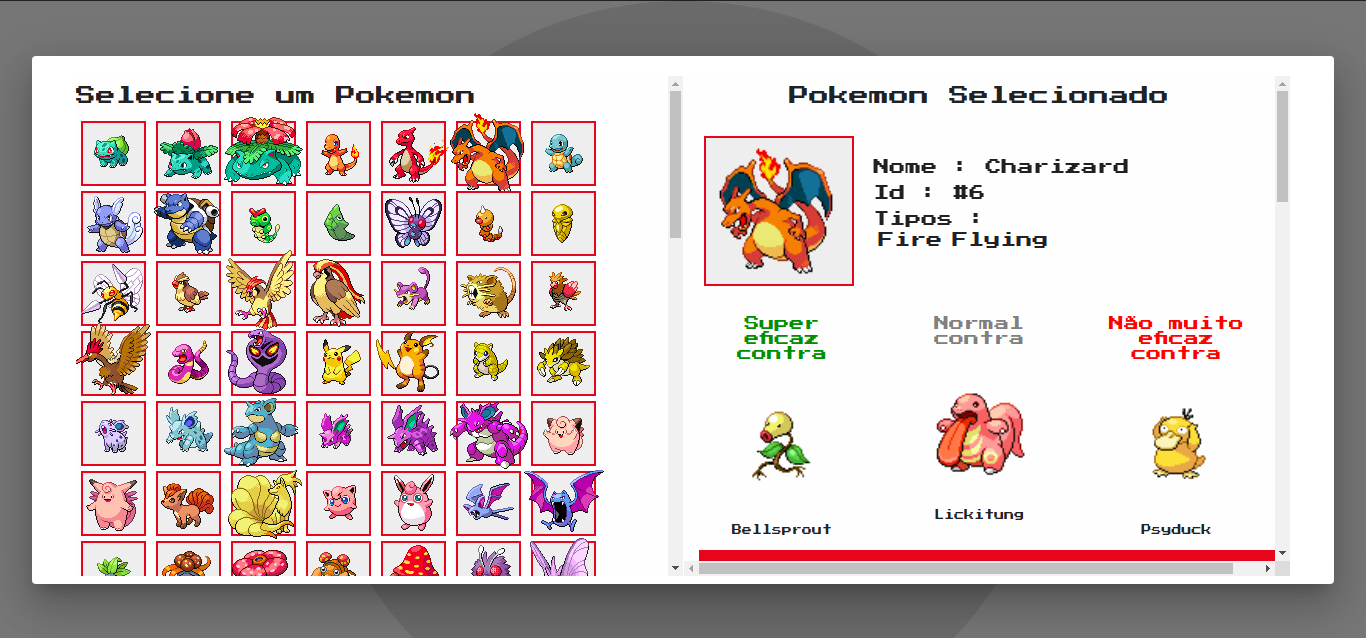 Selecione um Pokemon
Pokemon Selecionado
Nome : Charizard
Id : #6
Tipos :
Fire Flying
Super
eficaz
contra
Normal
contra
Não muito
eficaz
contra
Bellsprout
Lickitung
Psyduck